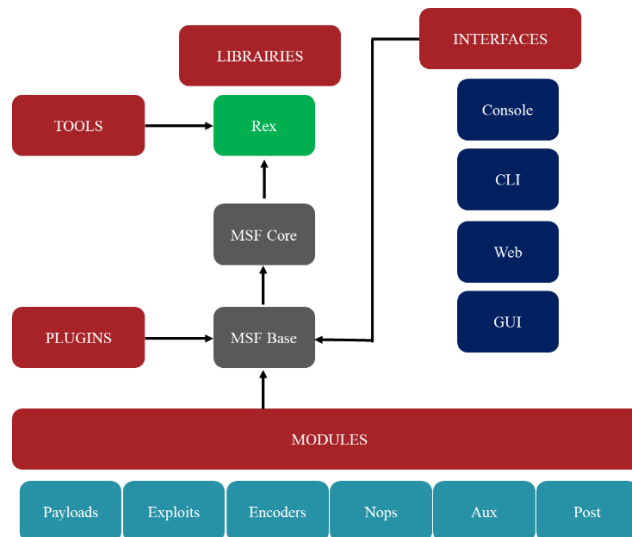 LIBRAIRIES
INTERFACES
TOOLS
Rex
Console
CLI
MSF Core
Web
PLUGINS
MSF Base
GUI
MODULES
Payloads
Exploits
Encoders
Nops
Aux
Post